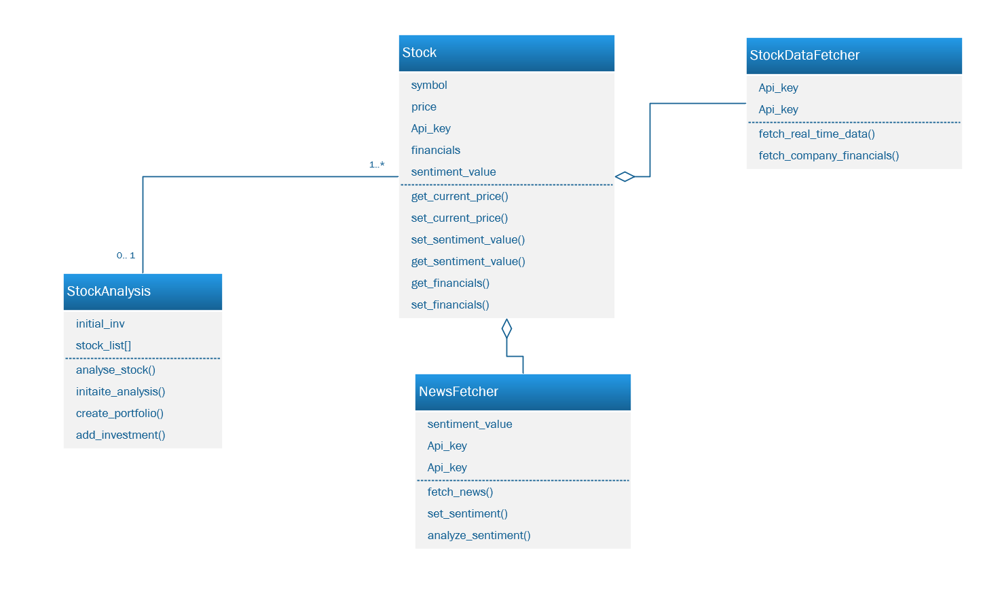 Stock
symbol
price
Api_key
financials
sentiment_value
get_current_price()
set_current_price()
set_sentiment_value()
get_sentiment_value()
get_financials()
set_financials()
StockDataFetcher
Api_key
Api_key
fetch_real_time_data()
fetch_company_financials()
1..*
0.. 1
StockAnalysis
initial_inv
stock_list[]
analyse_stock()
initaite_analysis()
create_portfolio()
add_investment()
NewsFetcher
sentiment_value
Api_key
Api_key
fetch_news()
set_sentiment()
analyze_sentiment()